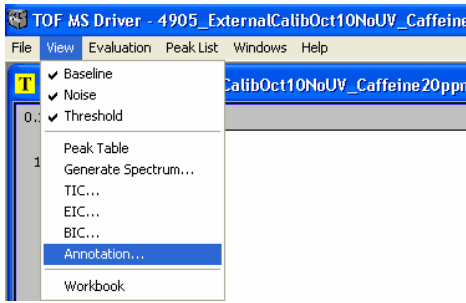 TOF MS Driver - 4905_ExternalCalibOct10NoUV_Caffeine
File View Evaluation Peak List Windows Help
T CalibOct10NoUV_Caffeine20ppm
Baseline
Noise
Threshold
Peak Table
Generate Spectrum...
TIC...
EIC...
BIC...
Annotation...
Workbook